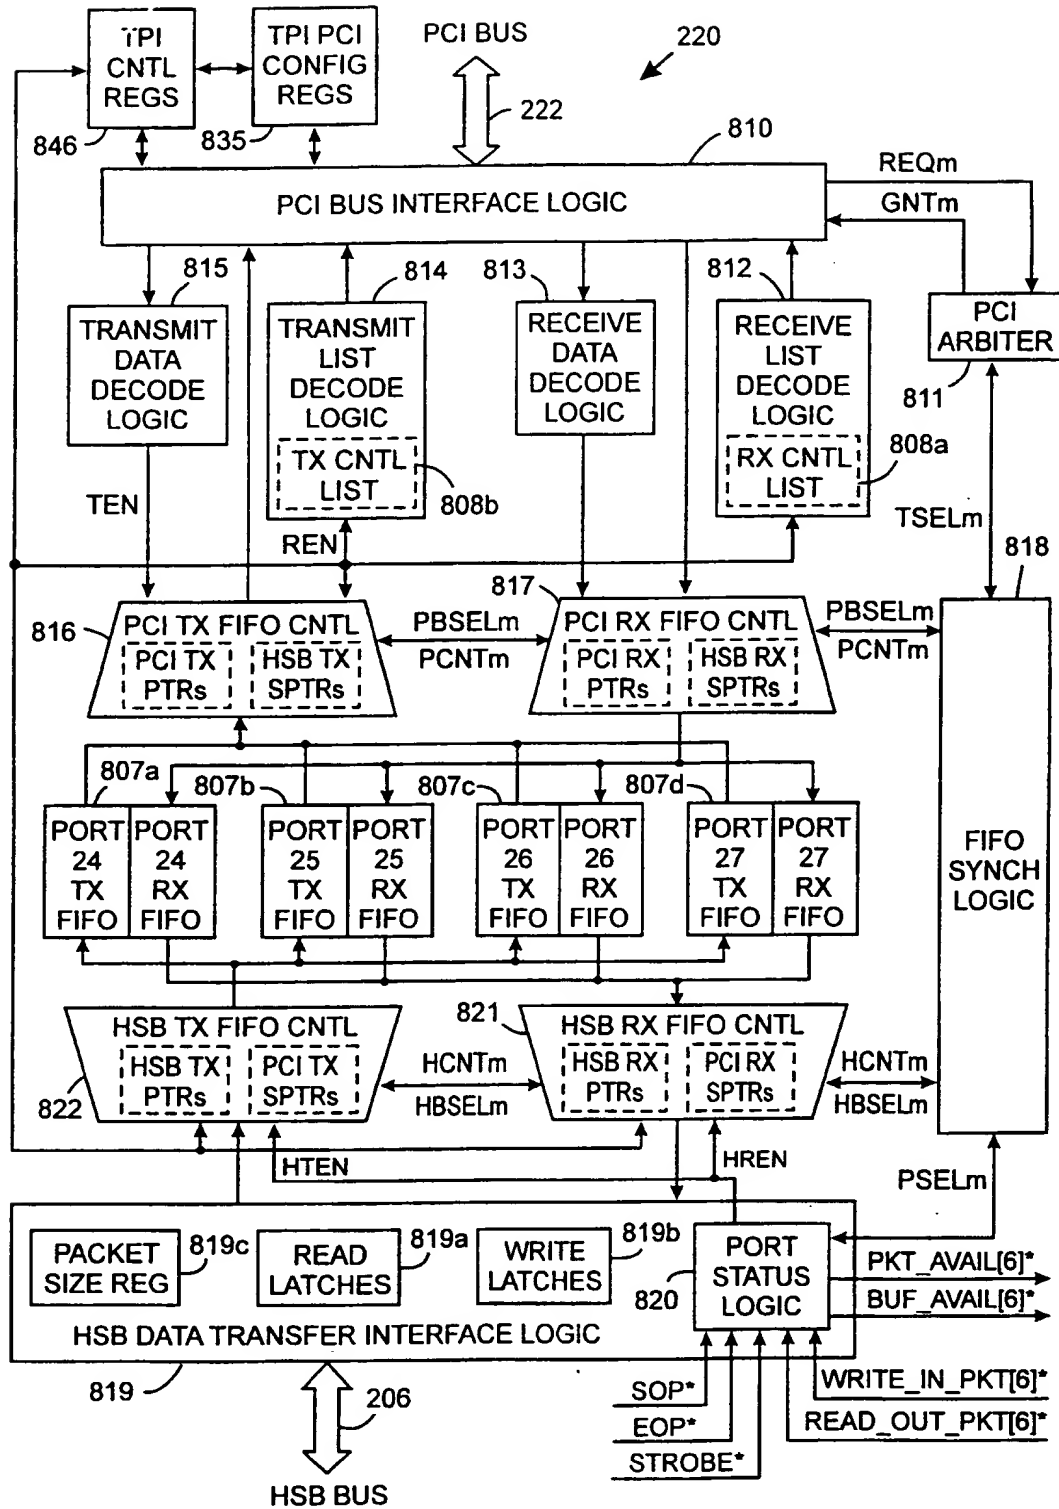 TPI
CNTL
REGS
TPI PCI
CONFIG
REGS
PCI BUS
220
846
835
222
810
PCI BUS INTERFACE LOGIC
REQm
GNTm
815
814
813
812
TRANSMIT
DATA
DECODE
LOGIC
TRANSMIT
LIST
DECODE
LOGIC
TX CNTL
LIST
RECEIVE
DATA
DECODE
LOGIC
RECEIVE
LIST
DECODE
LOGIC
RX CNTL
LIST
PCI
ARBITER
811
808b
808a
TEN
REN
TSELm
818
816
817
PCI TX FIFO CNTL
PCI TX
PTRs
HSB TX
SPTRs
PBSELm
PCNTm
PCI RX FIFO CNTL
PCI RX
PTRs
HSB RX
SPTRs
PBSELm
PCNTm
807a
807b
807c
807d
PORT
24
TX
FIFO
PORT
24
RX
FIFO
PORT
25
TX
FIFO
PORT
25
RX
FIFO
PORT
26
TX
FIFO
PORT
26
RX
FIFO
PORT
27
TX
FIFO
PORT
27
RX
FIFO
FIFO
SYNCH
LOGIC
HSB TX FIFO CNTL
HSB TX
PTRs
PCI TX
SPTRs
822
821
HCNTm
HBSELm
HSB RX FIFO CNTL
HSB RX
PTRs
PCI RX
SPTRs
HCNTm
HBSELm
HTEN
HREN
PSELm
PACKET
SIZE REG
819c
READ
LATCHES
819a
WRITE
LATCHES
819b
820
PORT
STATUS
LOGIC
PKT_AVAIL[6]*
BUF_AVAIL[6]*
HSB DATA TRANSFER INTERFACE LOGIC
819
206
HSB BUS
SOP*
EOP*
STROBE*
WRITE_IN_PKT[6]*
READ_OUT_PKT[6]*